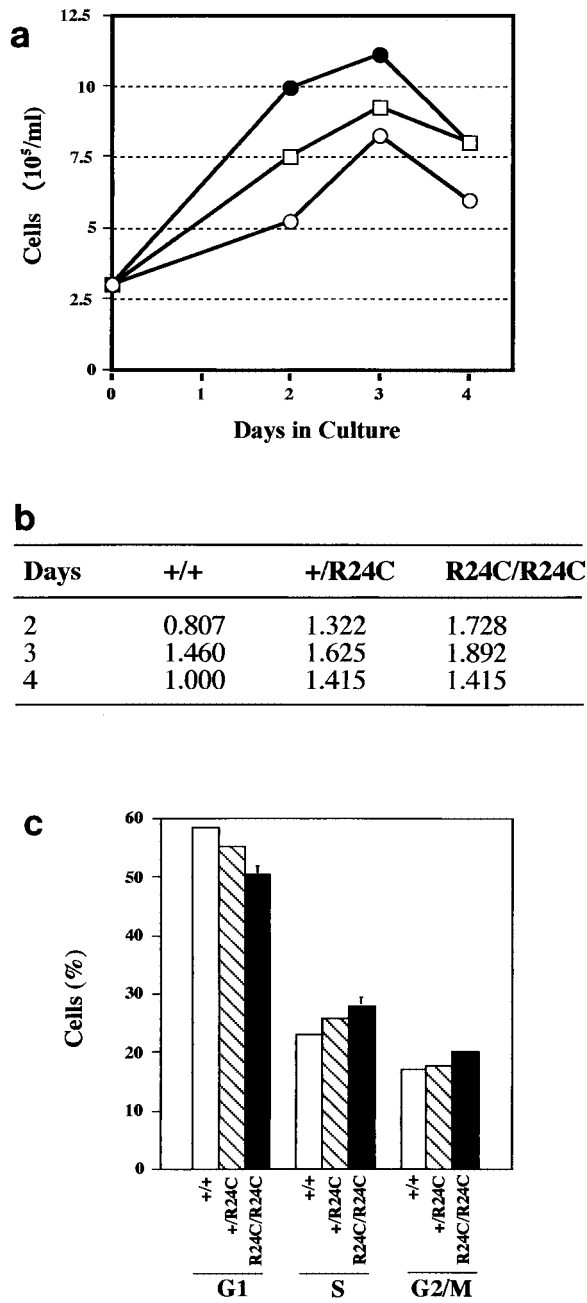 a
12.5
10
7.5
5
2.5
0
Cells (10⁵/ml)
0 1 2 3 4
Days in Culture
b
Days +/+ +/R24C R24C/R24C
2 0.807 1.322 1.728
3 1.460 1.625 1.892
4 1.000 1.415 1.415
c
60
50
40
30
20
10
0
Cells (%)
+/+ +/R24C R24C/R24C +/+ +/R24C R24C/R24C +/+ +/R24C R24C/R24C
G1 S G2/M